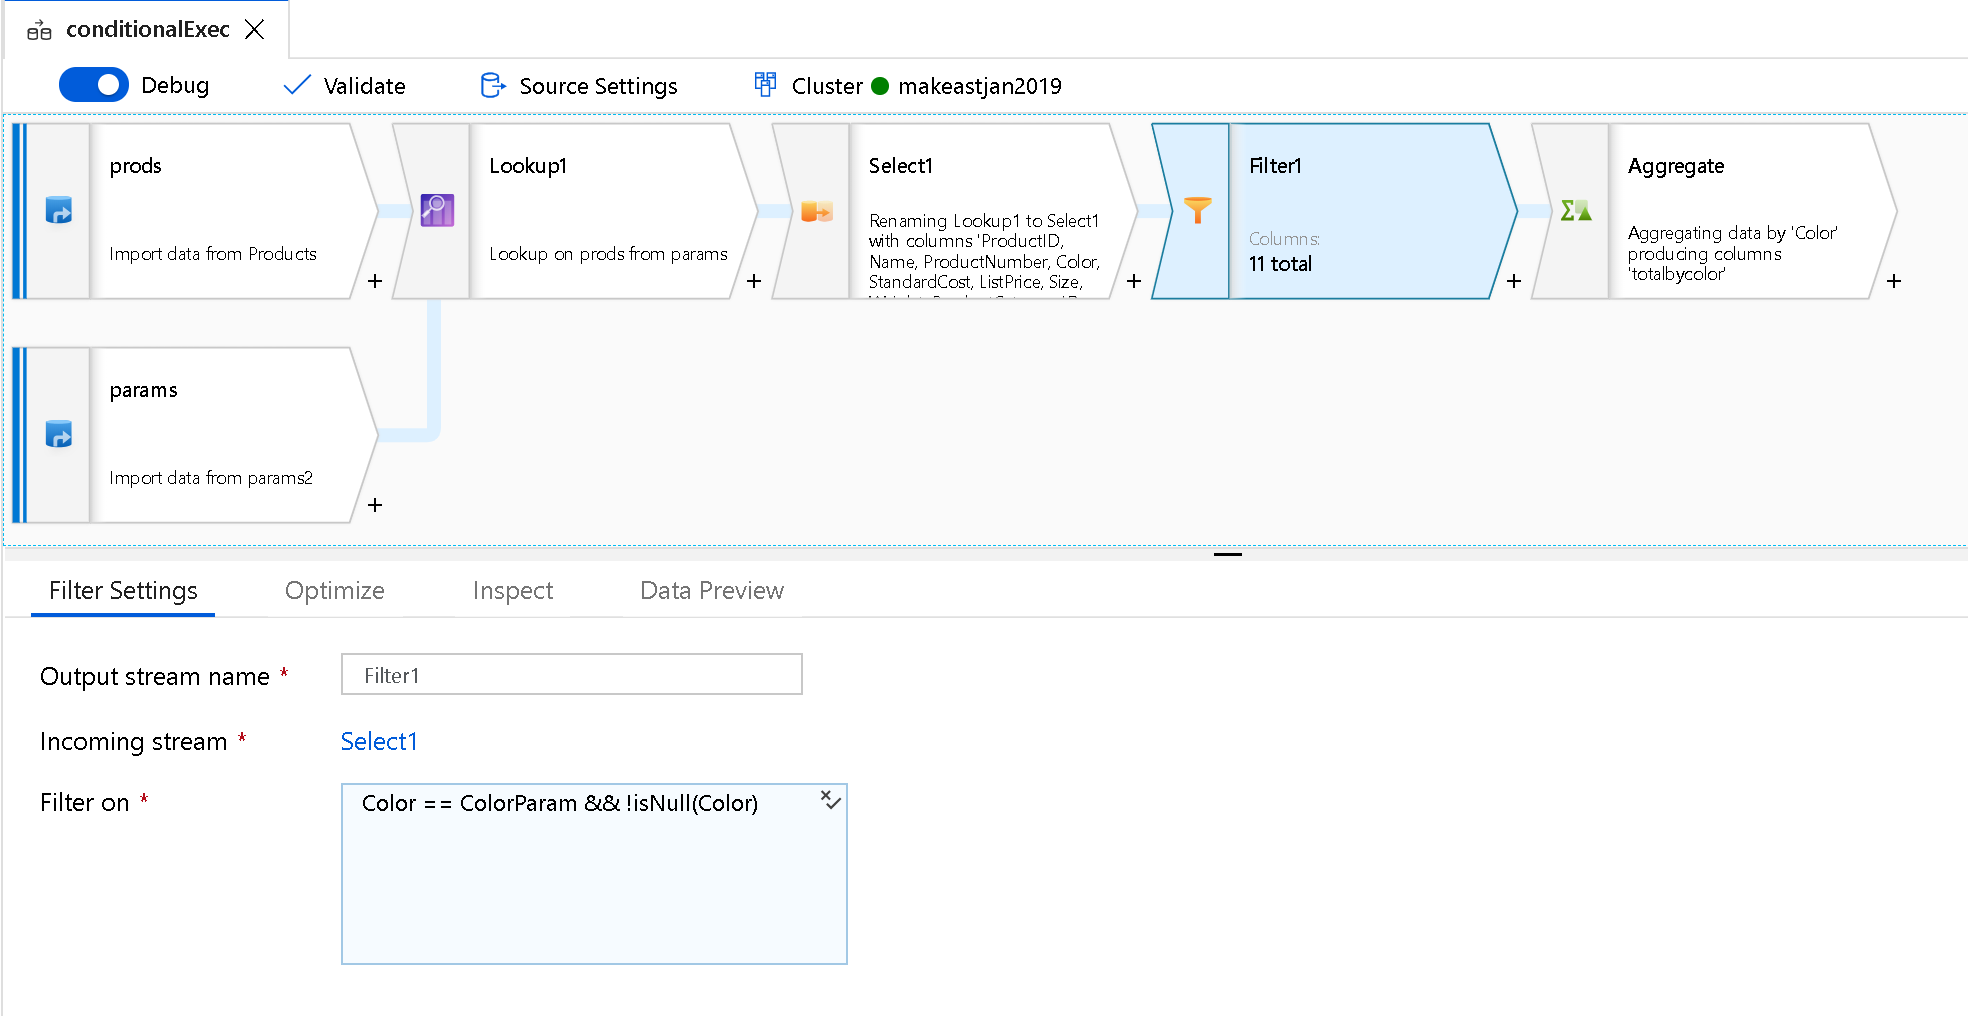 conditionalExec
Debug
Validate
Source Settings
Cluster
makeastjan2019
prods
Import data from Products
Lookup1
Lookup on prods from params
Select1
Renaming Lookup1 to Select1
with columns 'ProductID,
Name, ProductNumber, Color,
StandardCost, ListPrice, Size,
Filter1
Columns:
11 total
Aggregate
Aggregating data by 'Color'
producing columns
'totalbycolor'
params
Import data from params2
Filter Settings
Optimize
Inspect
Data Preview
Output stream name *
Filter1
Incoming stream *
Select1
Filter on *
Color == ColorParam && !isNull(Color)